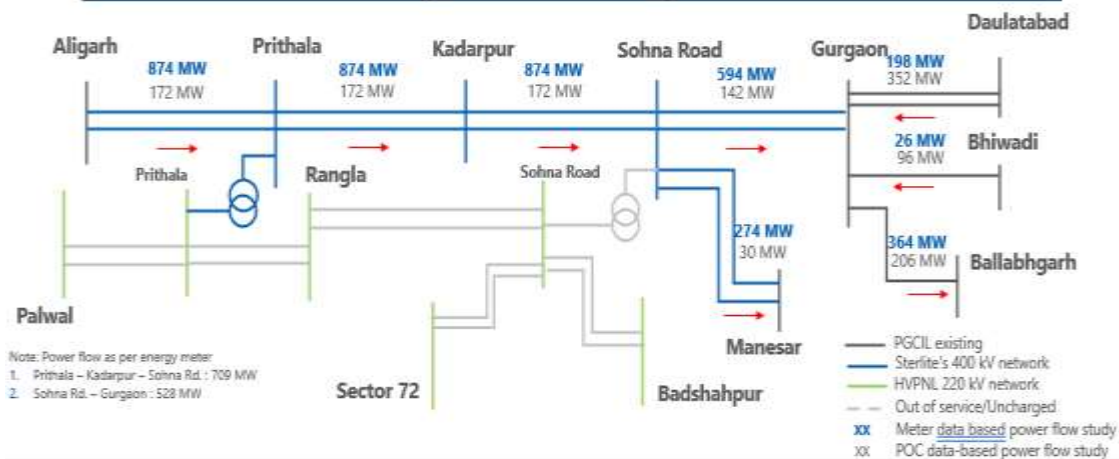 Daulatabad
Aligarh
Prithala
Kadarpur
Sohna Road
Gurgaon
874 MW
172 MW
874 MW
172 MW
874 MW
172 MW
594 MW
142 MW
198 MW
352 MW
26 MW
96 MW
Bhiwadi
Prithala
Rangla
Sohna Road
274 MW
30 MW
364 MW
206 MW
Ballabhgarh
Palwal
Manesar
Sector 72
Badshahpur
Note: Power flow as per energy meter
1. Prithala – Kadarpur – Sohna Rd. : 709 MW
2. Sohna Rd. – Gurgaon : 528 MW
PGCIL existing
Sterlite's 400 kV network
HVPNL 220 kV network
Out of service/Uncharged
XX Meter data based power flow study
XX POC data-based power flow study